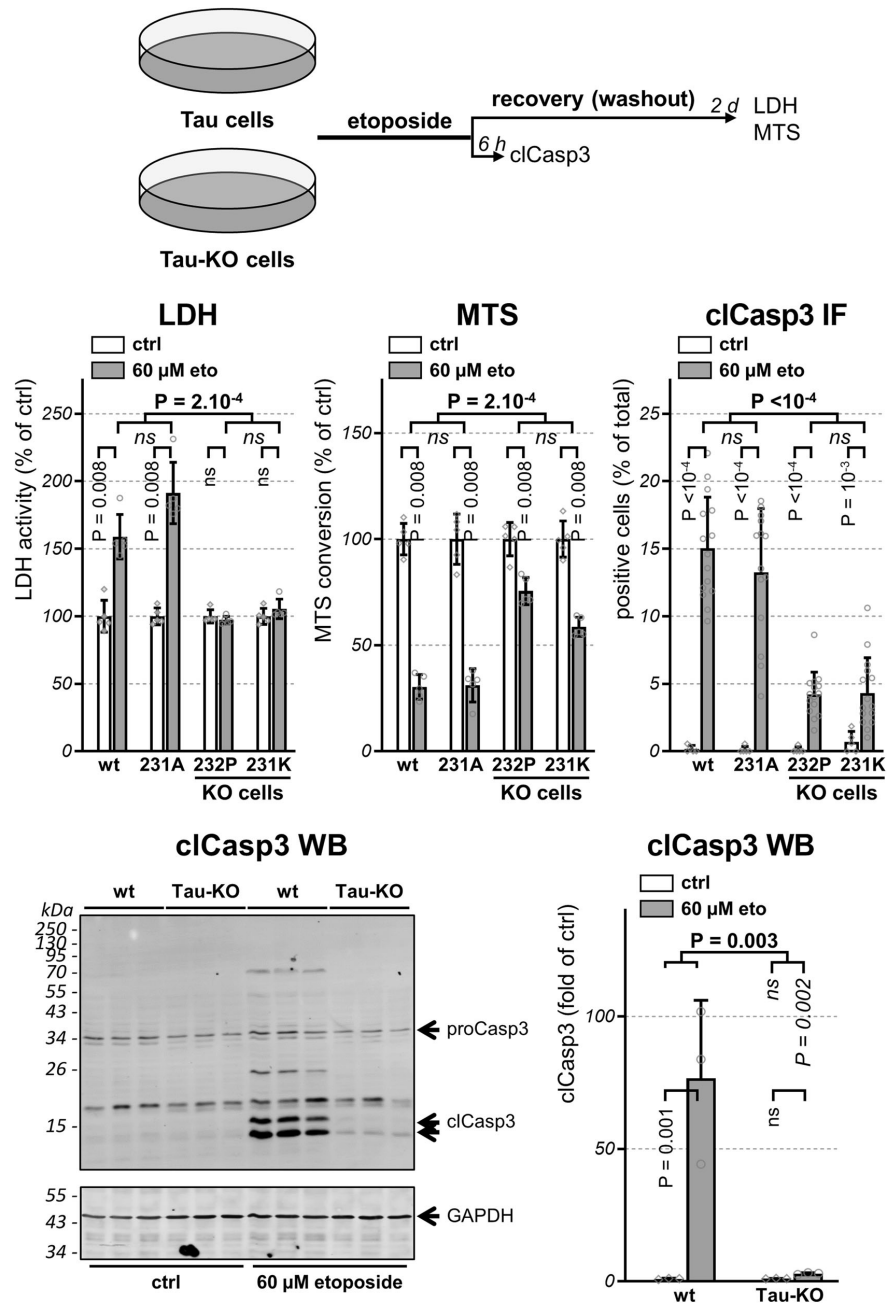 Tau cells
Tau-KO cells
etoposide
recovery (washout)
2 d
LDH
MTS
6 h
clCasp3
LDH
ctrl
60 µM eto
LDH activity (% of ctrl)
250
200
150
100
50
0
P = 2.10-4
ns
ns
P = 0.008
P = 0.008
ns
ns
wt
231A
232P
231K
KO cells
MTS
ctrl
60 µM eto
MTS conversion (% of ctrl)
150
100
50
0
P = 2.10-4
ns
ns
P = 0.008
P = 0.008
P = 0.008
P = 0.008
wt
231A
232P
231K
KO cells
clCasp3 IF
ctrl
60 µM eto
positive cells (% of total)
25
20
15
10
5
0
P <10-4
ns
ns
P <10-4
P <10-4
P <10-4
P = 10-3
wt
231A
232P
231K
KO cells
clCasp3 WB
wt
Tau-KO
wt
Tau-KO
kDa
250 -
130 -
95 -
70 -
55 -
43 -
34 -
26 -
15 -
proCasp3
clCasp3
55 -
43 -
34 -
GAPDH
ctrl
60 µM etoposide
clCasp3 WB
ctrl
60 µM eto
clCasp3 (fold of ctrl)
100
50
0
P = 0.003
ns
P = 0.002
P = 0.001
ns
wt
Tau-KO